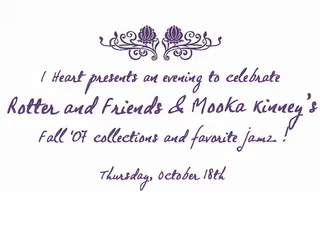 I Heart presents an evening to celebrate
Rotter and Friends & Mooka Kinney's
Fall '07 collections and favorite jamz !
Thursday, October 18th